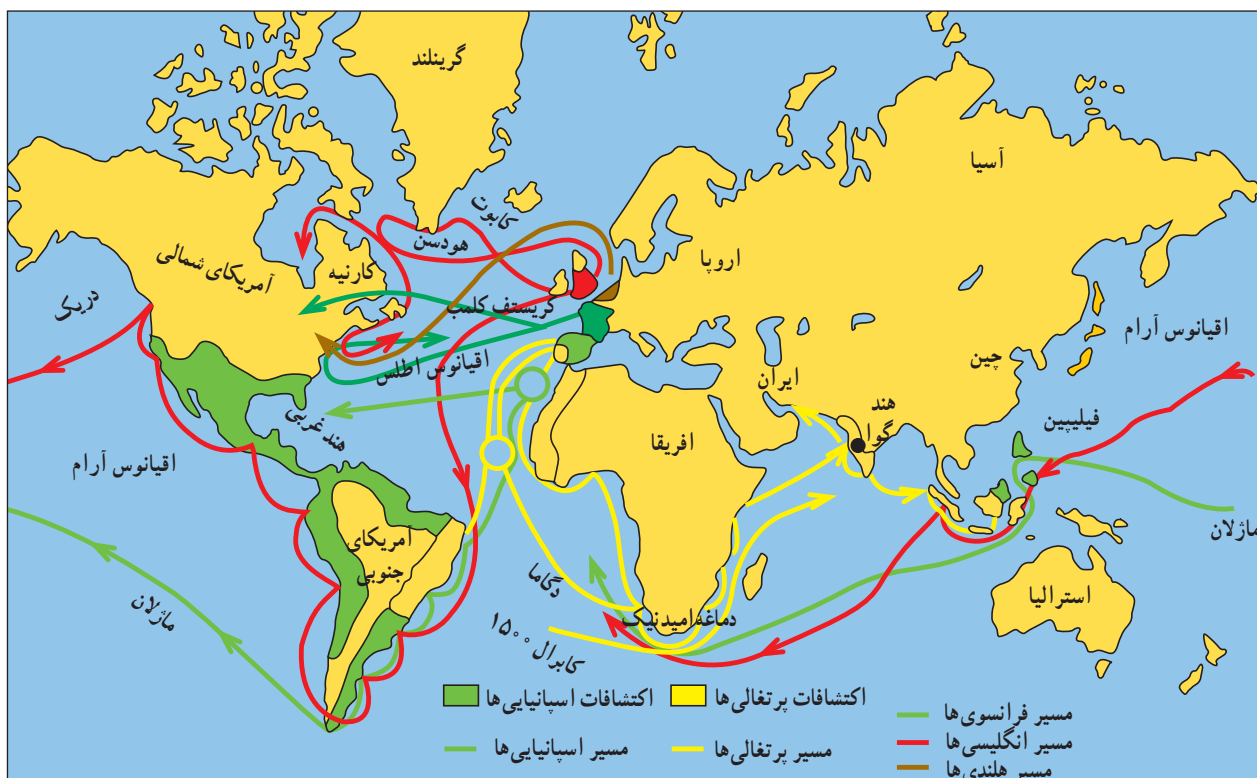 گرینلند
آسیا
کابوت
هودسن
اروپا
کارتیه
آمریکای شمالی
دریک
کریستف کلمب
اقیانوس آرام
اقیانوس اطلس
چین
ایران
هند
گوا
فیلیپین
هند غربی
افریقا
اقیانوس آرام
ماژلان
آمریکای
جنوبی
دگاما
استرالیا
ماژلان
دماغه امیدنیک
کابرال ۱۵۰۰
اکتشافات پرتغالی‌ها
اکتشافات اسپانیایی‌ها
مسیر فرانسوی‌ها
مسیر انگلیسی‌ها
مسیر هلندی‌ها
مسیر پرتغالی‌ها
مسیر اسپانیایی‌ها